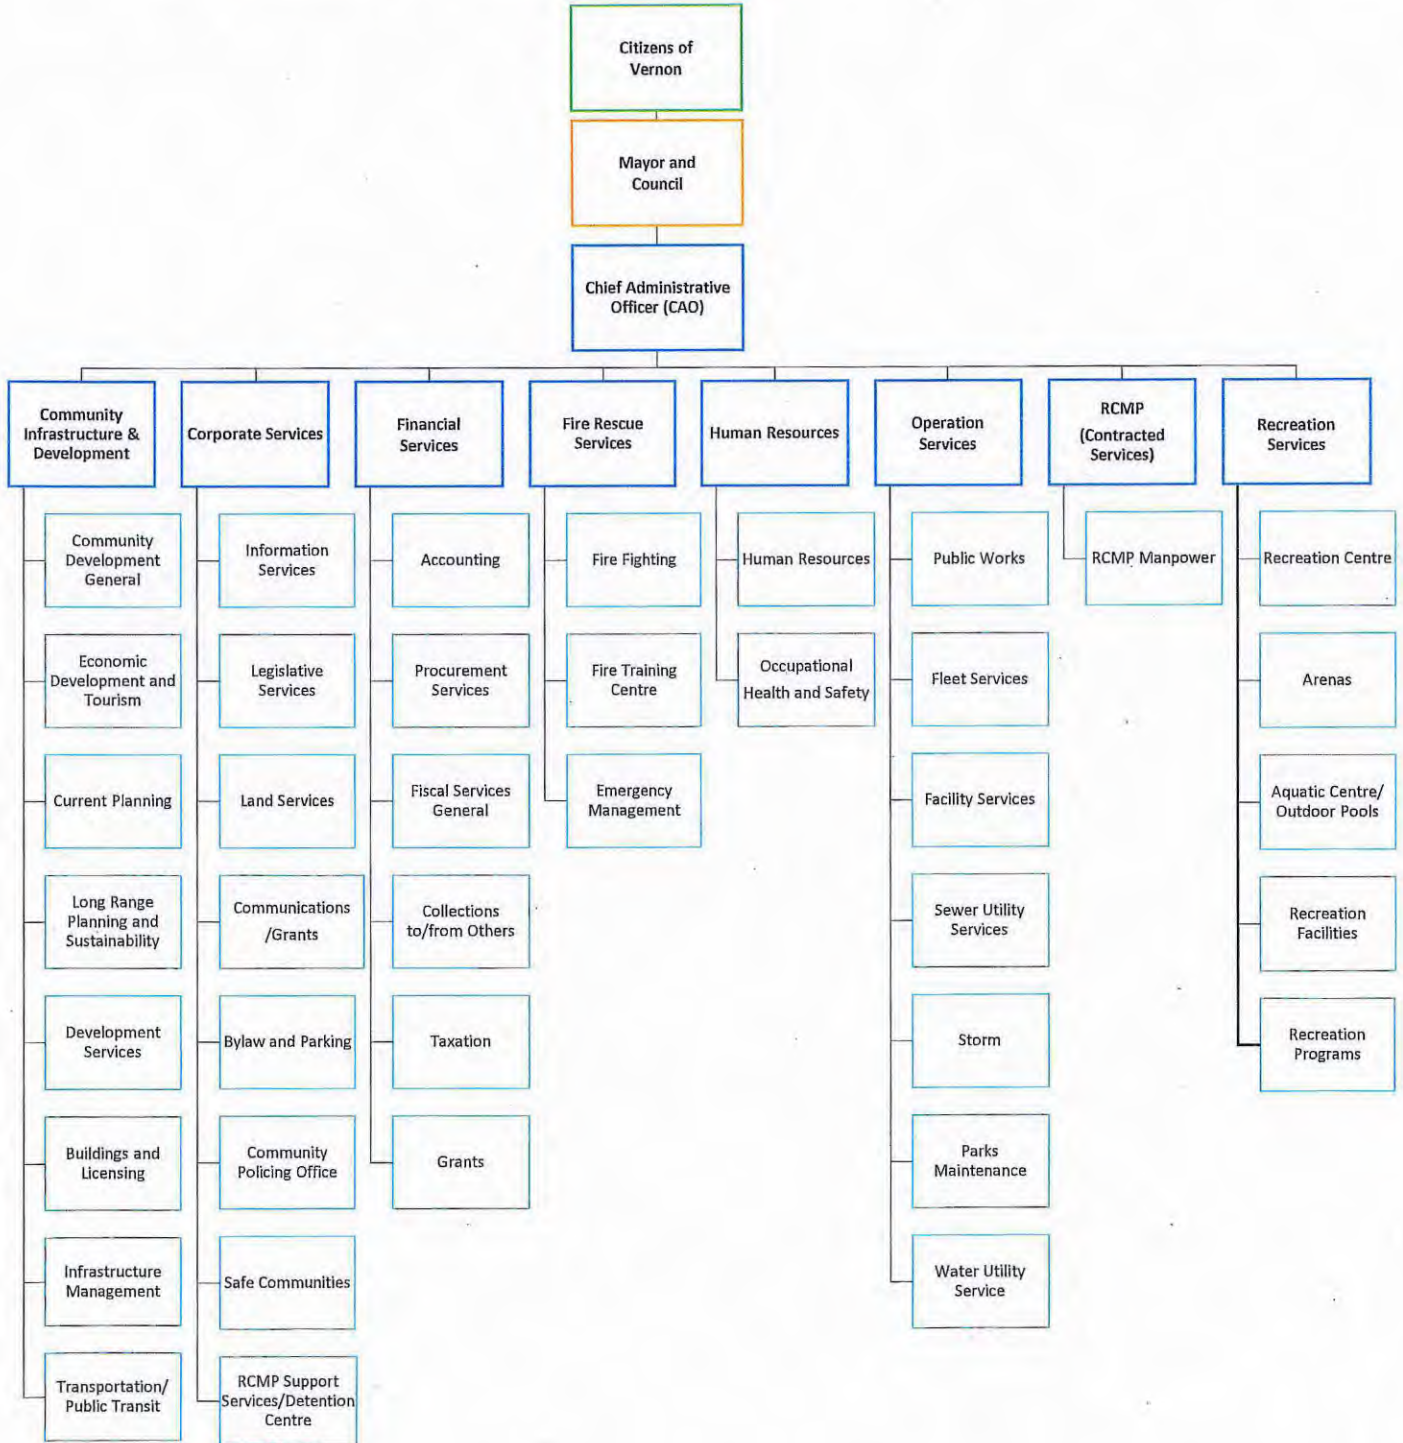 Citizens of
Vernon
Mayor and
Council
Chief Administrative
Officer (CAO)
Community
Infrastructure &
Development
Corporate Services
Financial
Services
Fire Rescue
Services
Human Resources
Operation
Services
RCMP
(Contracted
Services)
Recreation
Services
Community
Development
General
Economic
Development and
Tourism
Current Planning
Long Range
Planning and
Sustainability
Development
Services
Buildings and
Licensing
Infrastructure
Management
Transportation/
Public Transit
Information
Services
Legislative
Services
Land Services
Communications
/Grants
Bylaw and Parking
Community
Policing Office
Safe Communities
RCMP Support
Services/Detention
Centre
Accounting
Procurement
Services
Fiscal Services
General
Collections
to/from Others
Taxation
Grants
Fire Fighting
Fire Training
Centre
Emergency
Management
Human Resources
Occupational
Health and Safety
Public Works
Fleet Services
Facility Services
Sewer Utility
Services
Storm
Parks
Maintenance
Water Utility
Service
RCMP Manpower
Recreation Centre
Arenas
Aquatic Centre/
Outdoor Pools
Recreation
Facilities
Recreation
Programs